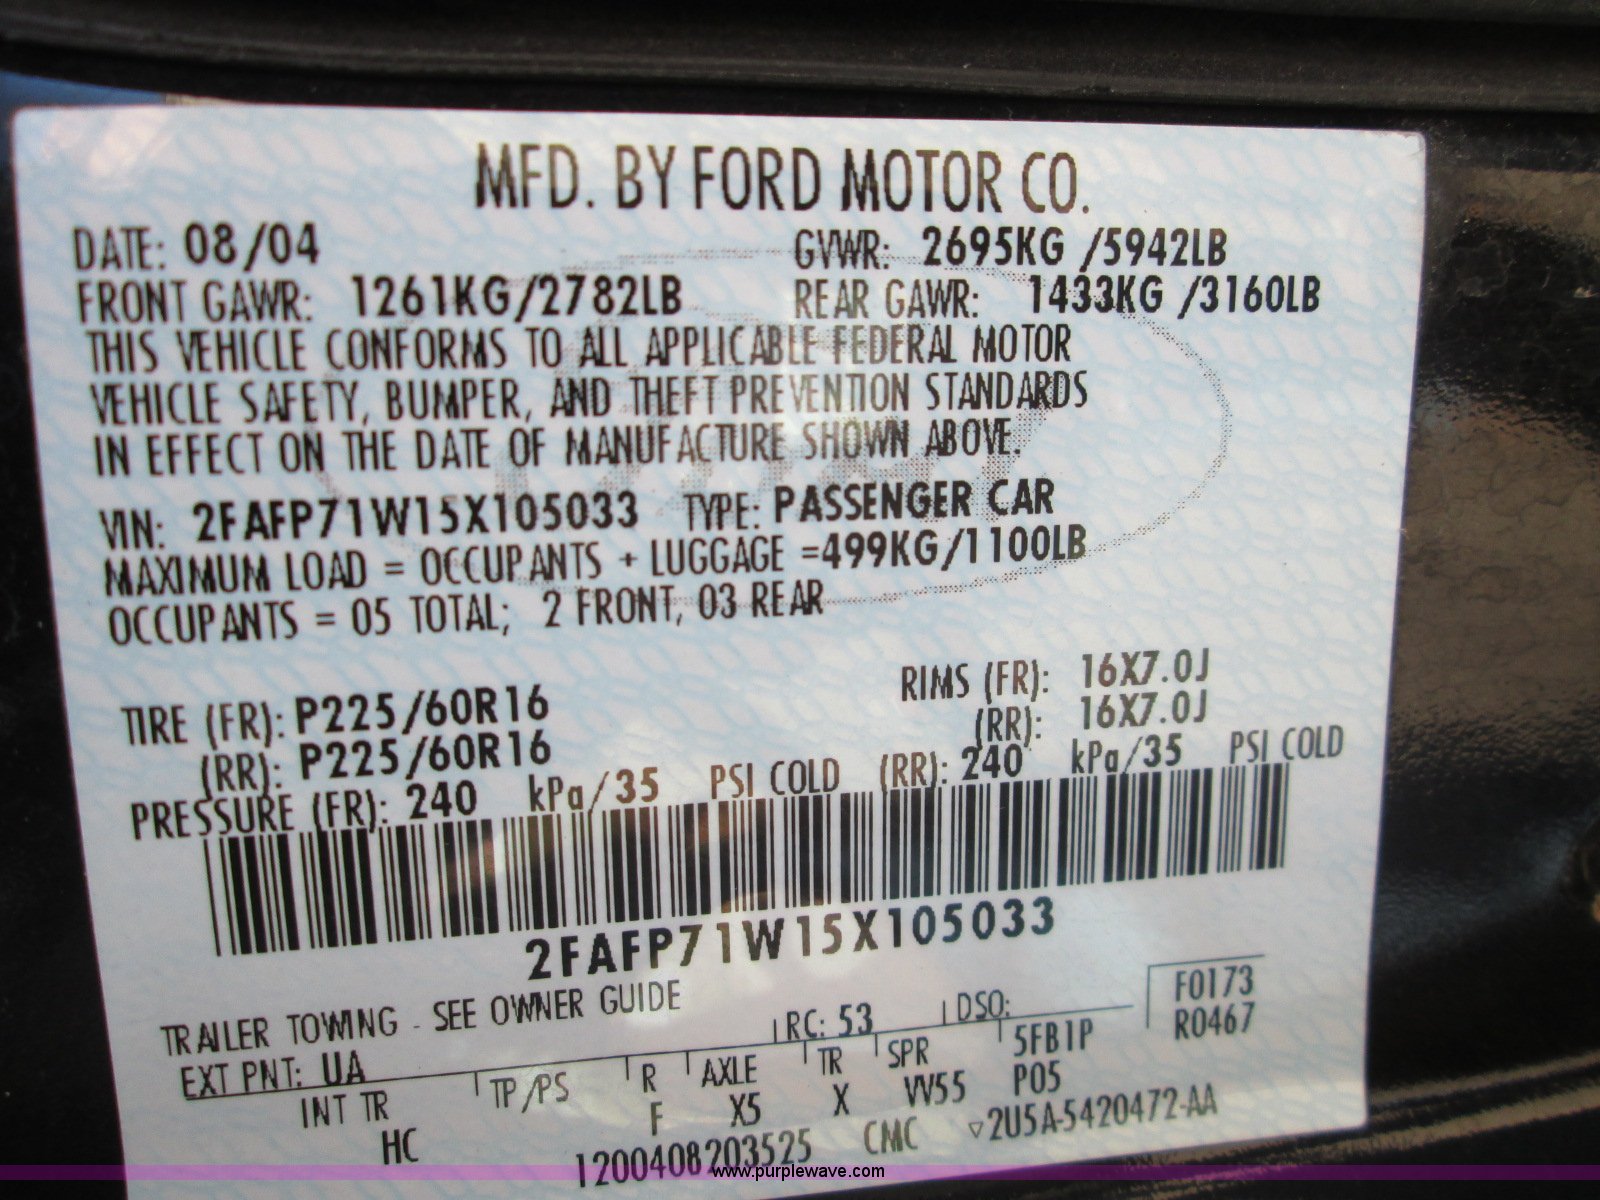 MFD. BY FORD MOTOR CO.
DATE: 08/04 GVWR: 2695KG /5942LB
FRONT GAWR: 1261KG/2782LB REAR GAWR: 1433KG /3160LB
THIS VEHICLE CONFORMS TO ALL APPLICABLE FEDERAL MOTOR
VEHICLE SAFETY, BUMPER, AND THEFT PREVENTION STANDARDS
IN EFFECT ON THE DATE OF MANUFACTURE SHOWN ABOVE.
VIN: 2FAFP71W15X105033 TYPE: PASSENGER CAR
MAXIMUM LOAD = OCCUPANTS + LUGGAGE =499KG/1100LB
OCCUPANTS = 05 TOTAL; 2 FRONT, 03 REAR
TIRE (FR): P225/60R16 RIMS (FR): 16X7.0J
(RR): P225/60R16 (RR): 16X7.0J
PRESSURE (FR): 240 kPa/35 PSI COLD (RR): 240 kPa/35 PSI COLD
2FAFP71W15X105033
TRAILER TOWING - SEE OWNER GUIDE
EXT PNT: UA RC: 53 DSO: F0173
R0467
INT TR TP/PS R AXLE TR SPR 5FB1P
HC F X5 X VV55 P05
1200408203525 CMC ▽2U5A-5420472-AA
www.purplewave.com